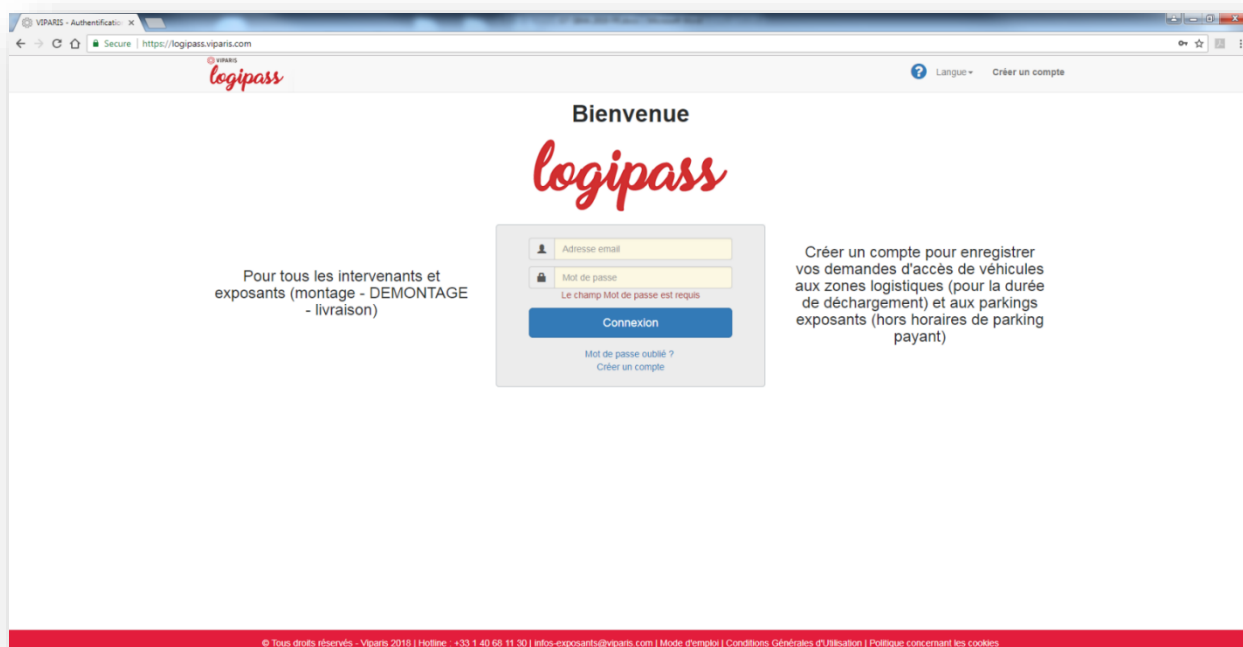 VIPARIS - Authentificatio
Secure | https://logipass.viparis.com
VIPARIS
logipass
Langue
Créer un compte
Bienvenue
logipass
Adresse email
Mot de passe
Le champ Mot de passe est requis
Connexion
Mot de passe oublié ?
Créer un compte
Pour tous les intervenants et
exposants (montage - DEMONTAGE
- livraison)
Créer un compte pour enregistrer
vos demandes d'accès de véhicules
aux zones logistiques (pour la durée
de déchargement) et aux parkings
exposants (hors horaires de parking
payant)
© Tous droits réservés - Viparis 2018 | Hotline : +33 1 40 68 11 30 | infos-exposants@viparis.com | Mode d'emploi | Conditions Générales d'Utilisation | Politique concernant les cookies